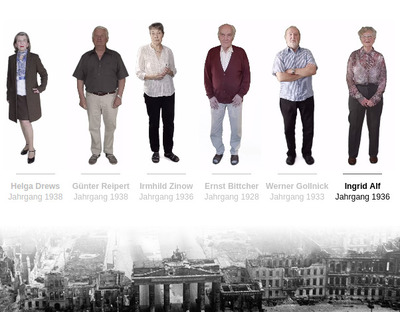 Helga Drews
Jahrgang 1938
Günter Reipert
Jahrgang 1938
Irmhild Zinow
Jahrgang 1936
Ernst Bittcher
Jahrgang 1928
Werner Gollnick
Jahrgang 1933
Ingrid Alf
Jahrgang 1936